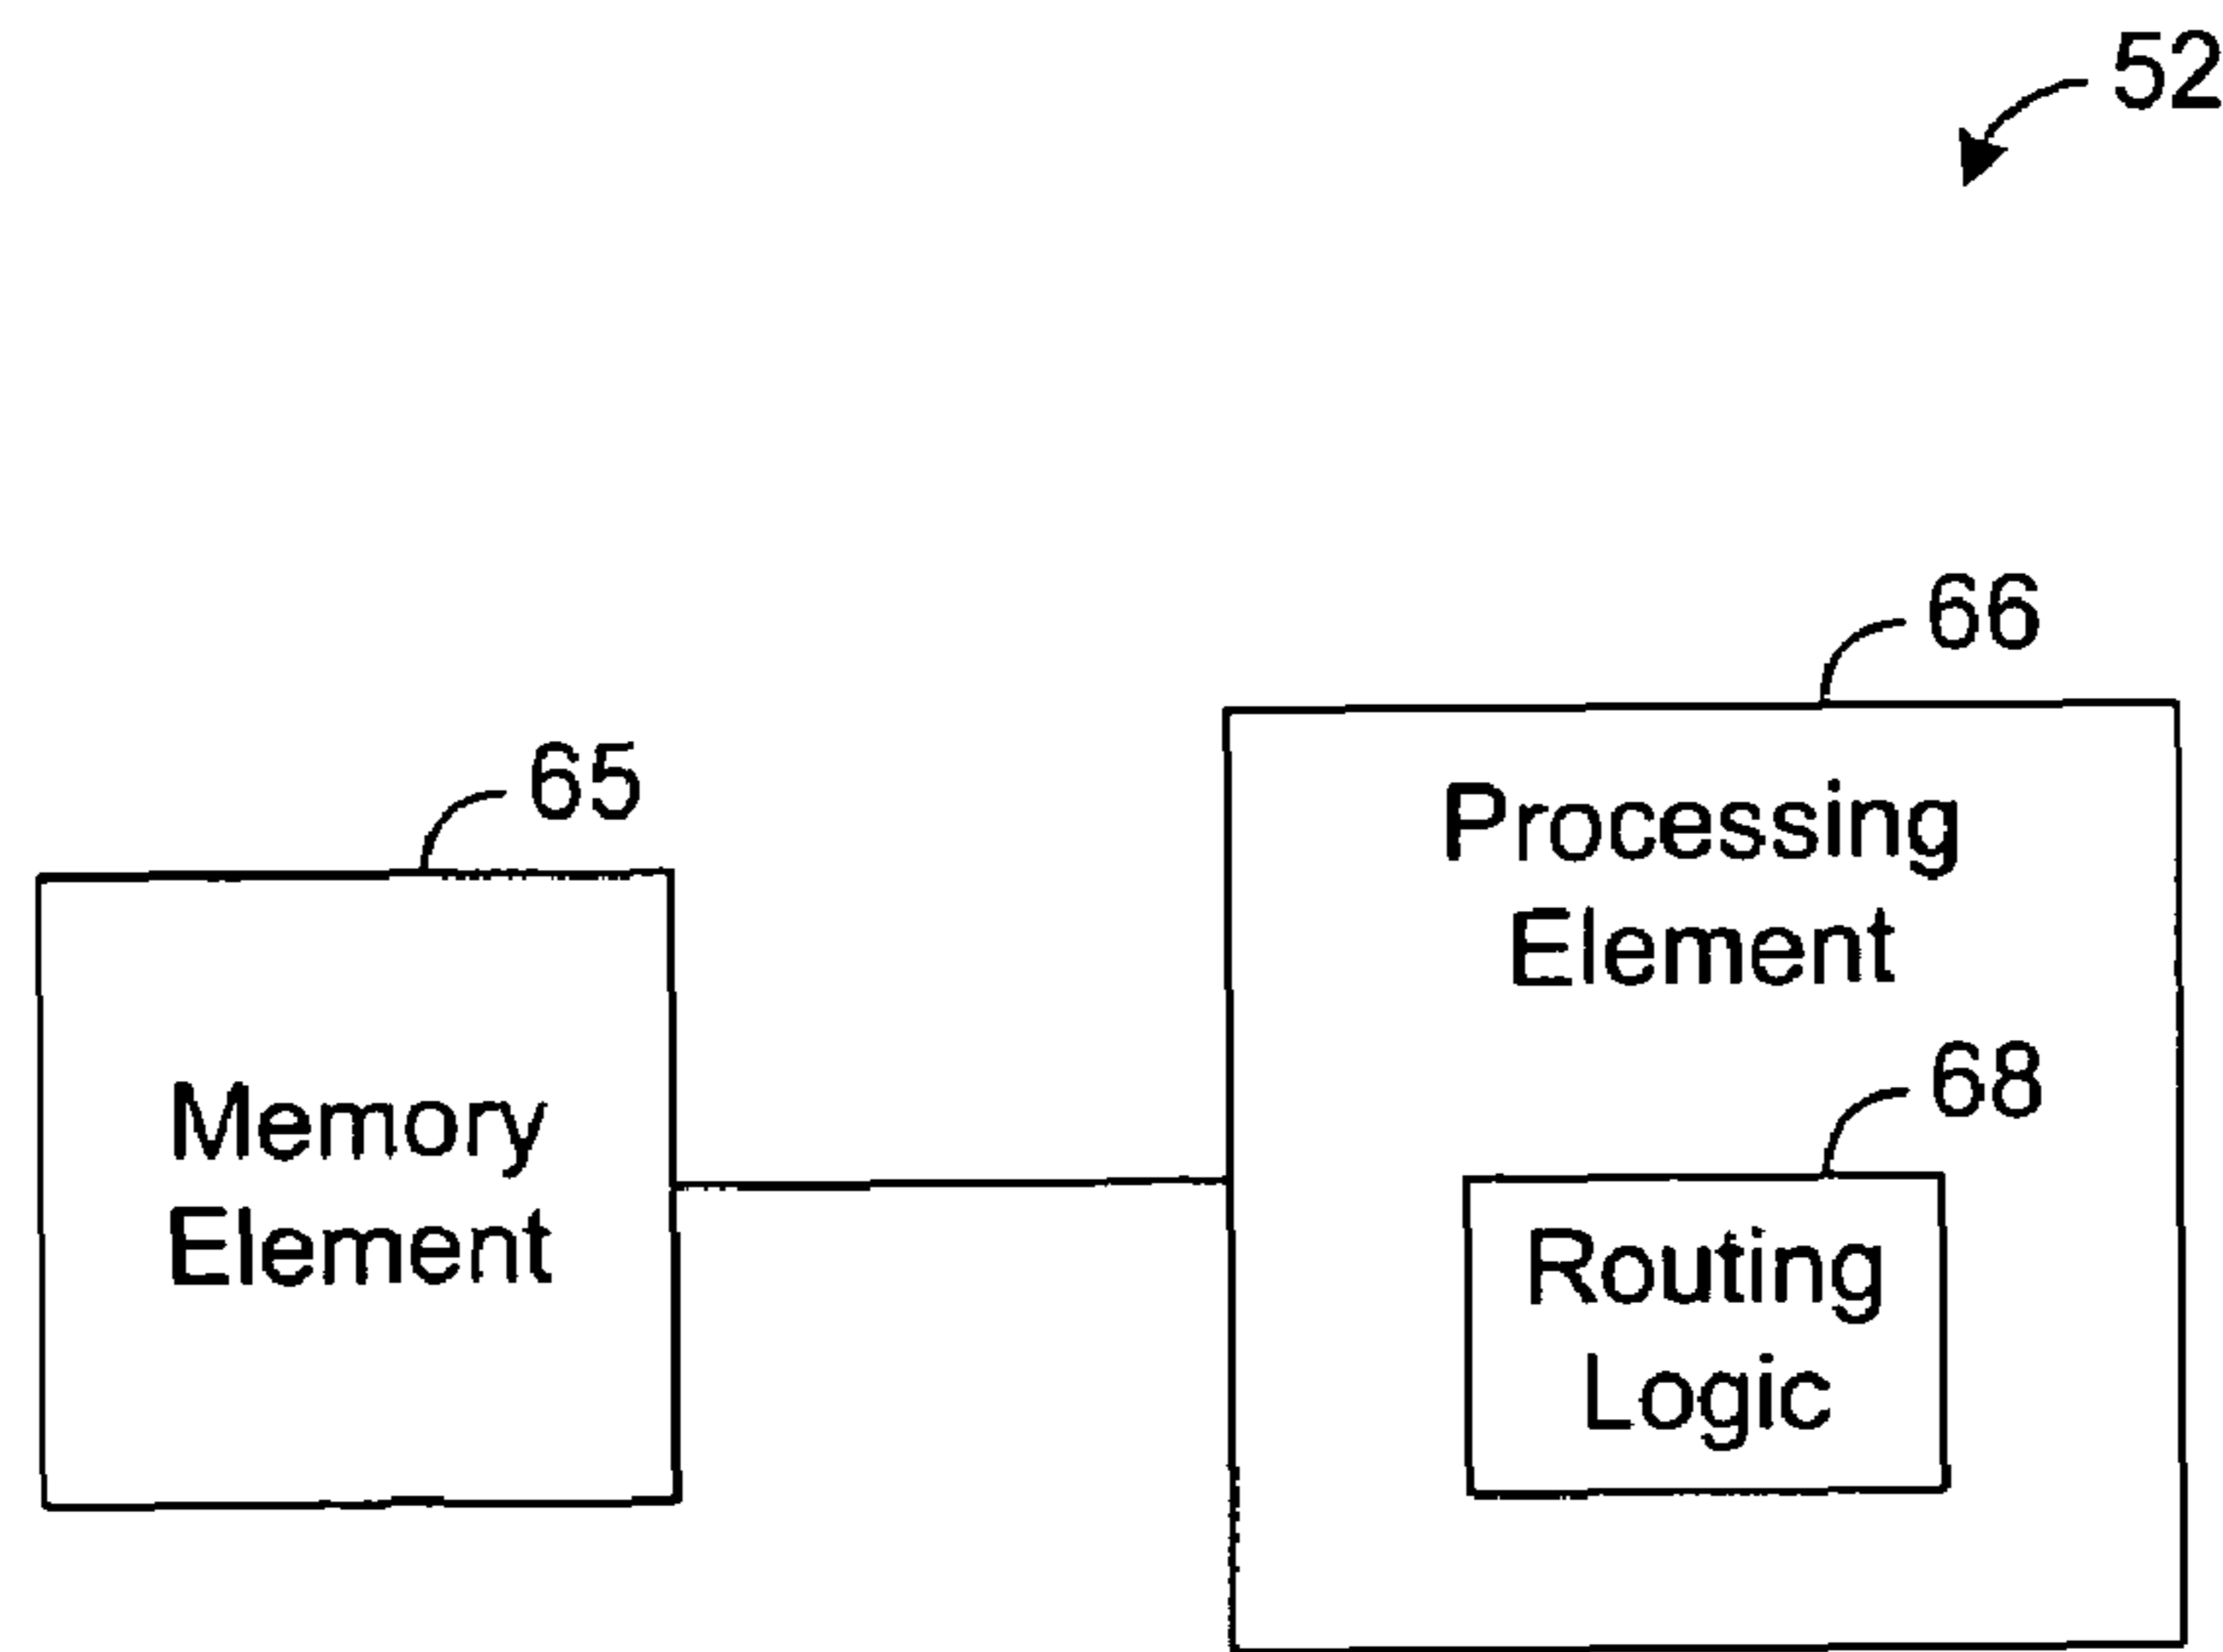 52
66
Processing
Element
65
Memory
Element
68
Routing
Logic